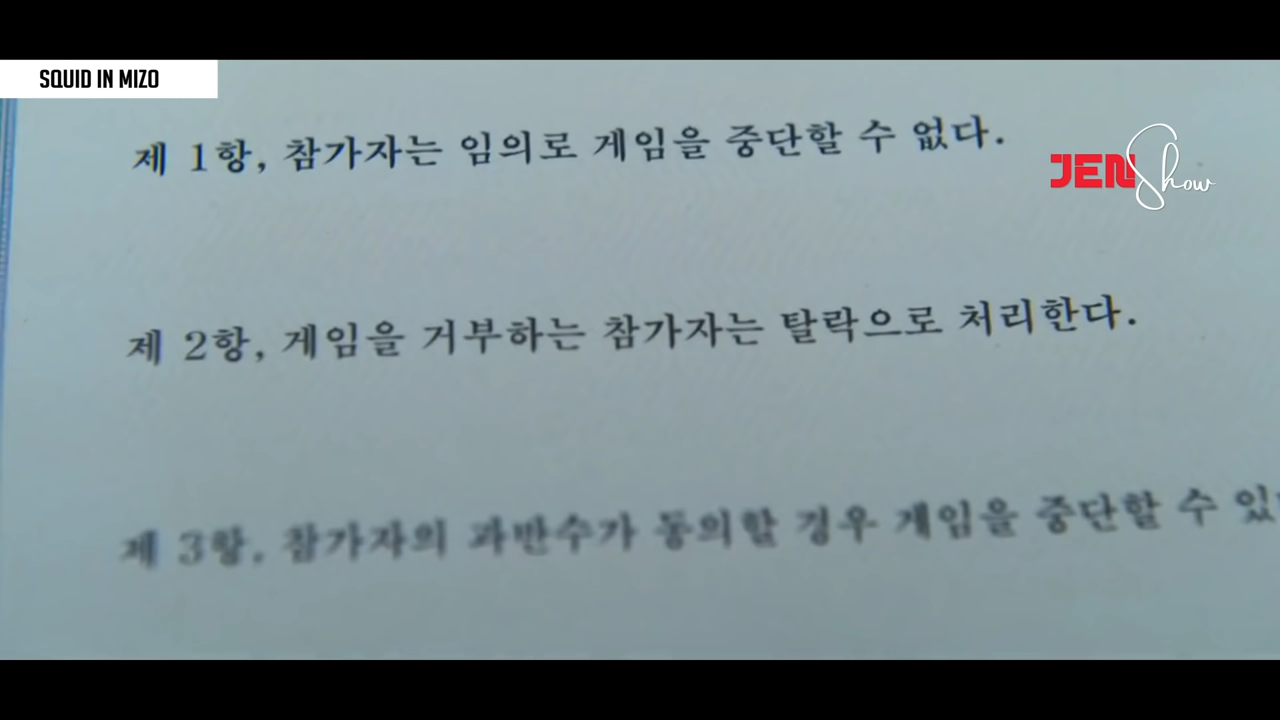 SQUID IN MIZO
제 1항, 참가자는 임의로 게임을 중단할 수 없다.
JEN Show
제 2항, 게임을 거부하는 참가자는 탈락으로 처리한다.
제 3항, 참가자의 과반수가 동의할 경우 게임을 중단할 수